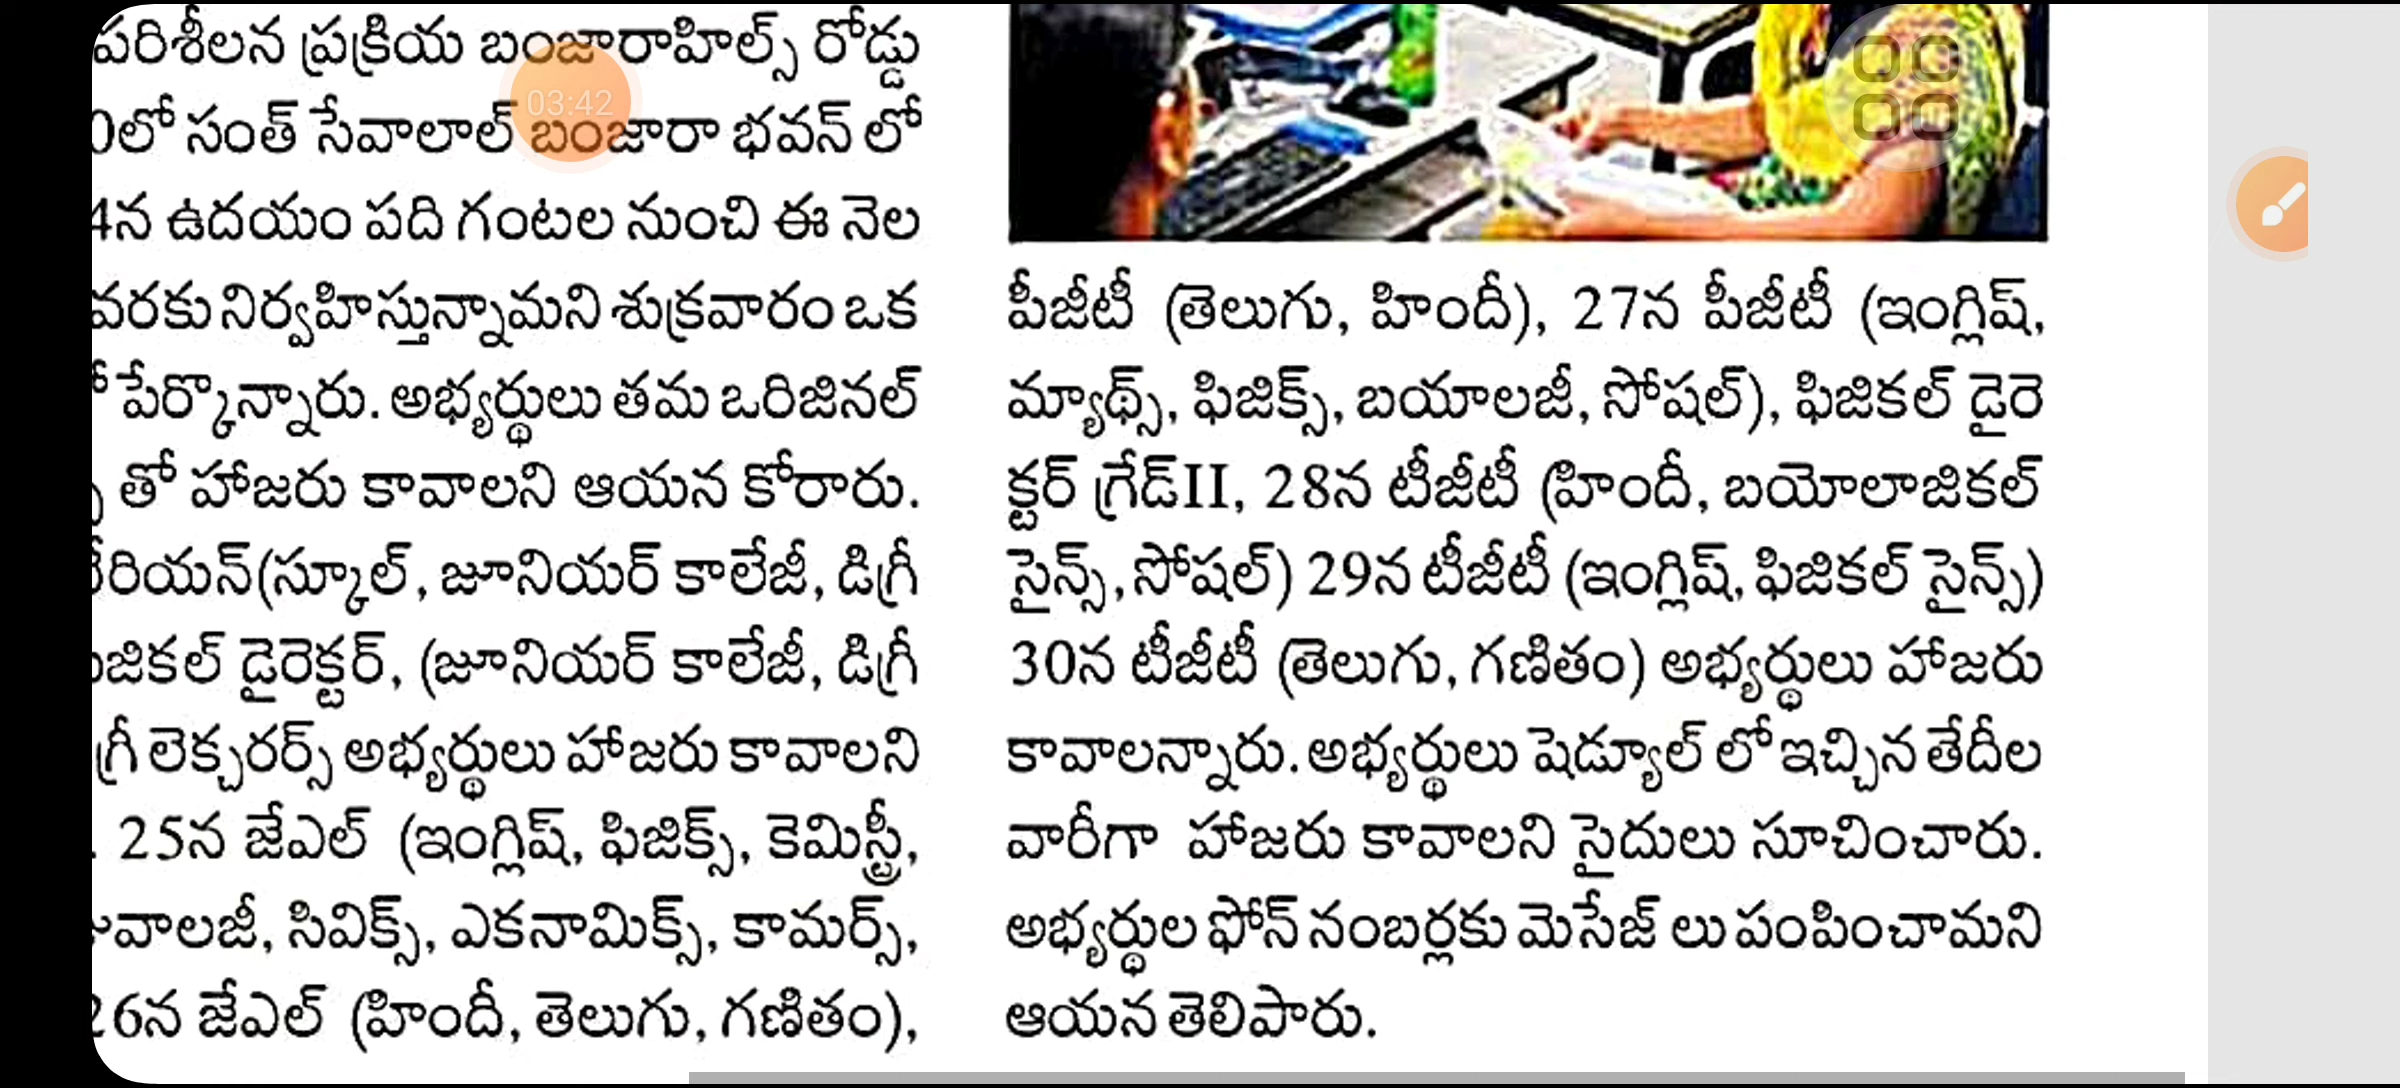 పరిశీలన ప్రక్రియ బంజారాహిల్స్ రోడ్డు
లో సంత్ సేవాలాల్ బంజారా భవన్ లో
4న ఉదయం పది గంటల నుంచి ఈ నెల
వరకు నిర్వహిస్తున్నామని శుక్రవారం ఒక
పేర్కొన్నారు. అభ్యర్థులు తమ ఒరిజినల్
తో హాజరు కావాలని ఆయన కోరారు.
రియన్(స్కూల్, జూనియర్ కాలేజీ, డిగ్రీ
జికల్ డైరెక్టర్, (జూనియర్ కాలేజీ, డిగ్రీ
గ్రీ లెక్చరర్స్ అభ్యర్థులు హాజరు కావాలని
. 25న జేఎల్ (ఇంగ్లిష్, ఫిజిక్స్, కెమిస్ట్రీ,
వాలజీ, సివిక్స్, ఎకనామిక్స్, కామర్స్,
26న జేఎల్ (హిందీ, తెలుగు, గణితం),
పీజీటీ (తెలుగు, హిందీ), 27న పీజీటీ (ఇంగ్లిష్,
మ్యాథ్స్, ఫిజిక్స్, బయాలజీ, సోషల్), ఫిజికల్ డైరె
క్టర్ గ్రేడ్II, 28న టీజీటీ (హిందీ, బయోలాజికల్
సైన్స్, సోషల్) 29న టీజీటీ (ఇంగ్లిష్, ఫిజికల్ సైన్స్)
30న టీజీటీ (తెలుగు, గణితం) అభ్యర్థులు హాజరు
కావాలన్నారు. అభ్యర్థులు షెడ్యూల్ లో ఇచ్చిన తేదీల
వారీగా హాజరు కావాలని సైదులు సూచించారు.
అభ్యర్థుల ఫోన్ నంబర్లకు మెసేజ్ లు పంపించామని
ఆయన తెలిపారు.
03:42